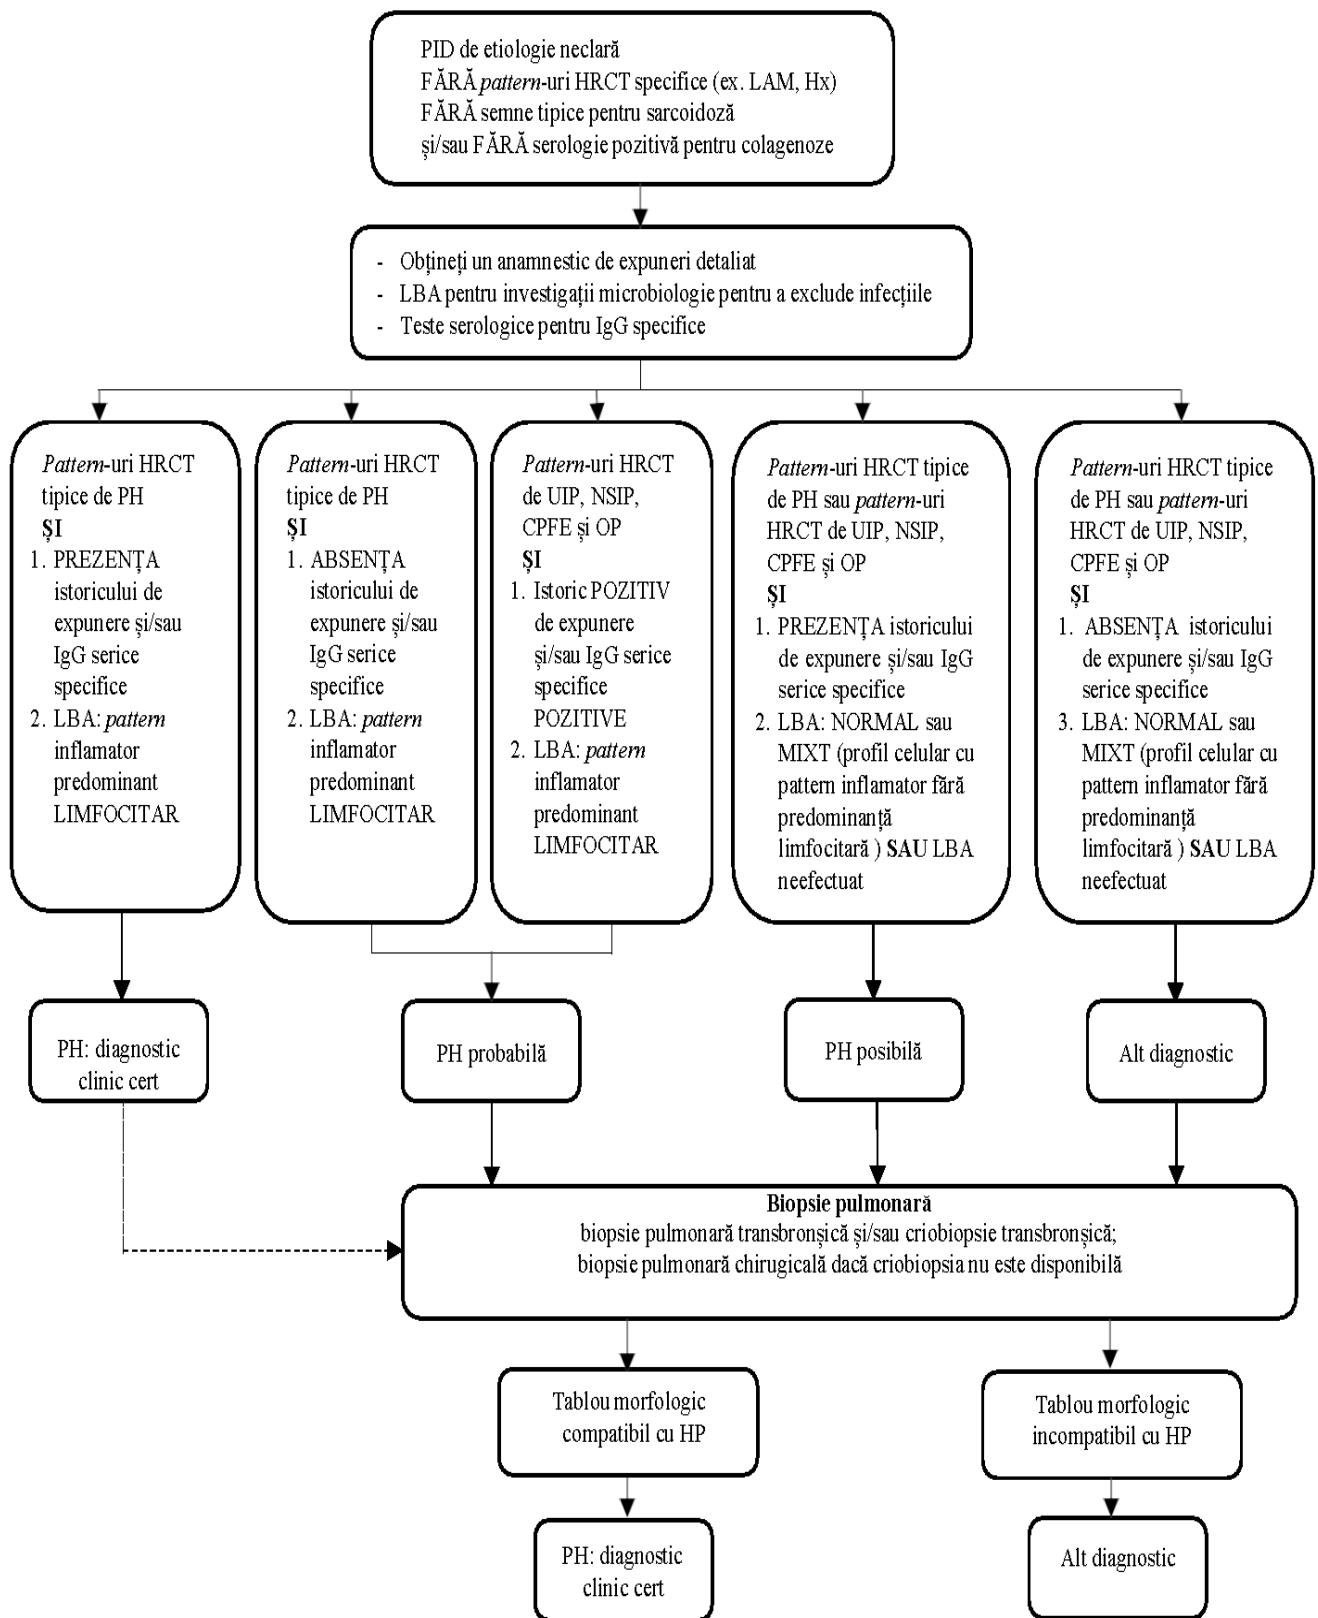 PID de etiologie neclară
FĂRĂ pattern-uri HRCT specifice (ex. LAM, Hx)
FĂRĂ semne tipice pentru sarcoidoză
și/sau FĂRĂ serologie pozitivă pentru colagenoze
- Obțineți un anamnestic de expuneri detaliat
- LBA pentru investigații microbiologie pentru a exclude infecțiile
- Teste serologice pentru IgG specifice
Pattern-uri HRCT
tipice de PH
ȘI
1. PREZENȚA
istoricului de
expunere și/sau
IgG serice
specifice
2. LBA: pattern
inflamator
predominant
LIMFOCITAR
Pattern-uri HRCT
tipice de PH
ȘI
1. ABSENȚA
istoricului de
expunere și/sau
IgG serice
specifice
2. LBA: pattern
inflamator
predominant
LIMFOCITAR
Pattern-uri HRCT
de UIP, NSIP,
CPFE și OP
ȘI
1. Istoric POZITIV
de expunere
și/sau IgG serice
specifice
POZITIVE
2. LBA: pattern
inflamator
predominant
LIMFOCITAR
Pattern-uri HRCT tipice
de PH sau pattern-uri
HRCT de UIP, NSIP,
CPFE și OP
ȘI
1. PREZENȚA istoricului
de expunere și/sau IgG
serice specifice
2. LBA: NORMAL sau
MIXT (profil celular cu
pattern inflamator fără
predominanță
limfocitară ) SAU LBA
neefectuat
Pattern-uri HRCT tipice
de PH sau pattern-uri
HRCT de UIP, NSIP,
CPFE și OP
ȘI
1. ABSENȚA istoricului
de expunere și/sau IgG
serice specifice
3. LBA: NORMAL sau
MIXT (profil celular cu
pattern inflamator fără
predominanță
limfocitară ) SAU LBA
neefectuat
PH: diagnostic
clinic cert
PH probabilă
PH posibilă
Alt diagnostic
Biopsie pulmonară
biopsie pulmonară transbronșică și/sau criobiopsie transbronșică;
biopsie pulmonară chirugicală dacă criobiopsia nu este disponibilă
Tablou morfologic
compatibil cu HP
Tablou morfologic
incompatibil cu HP
PH: diagnostic
clinic cert
Alt diagnostic